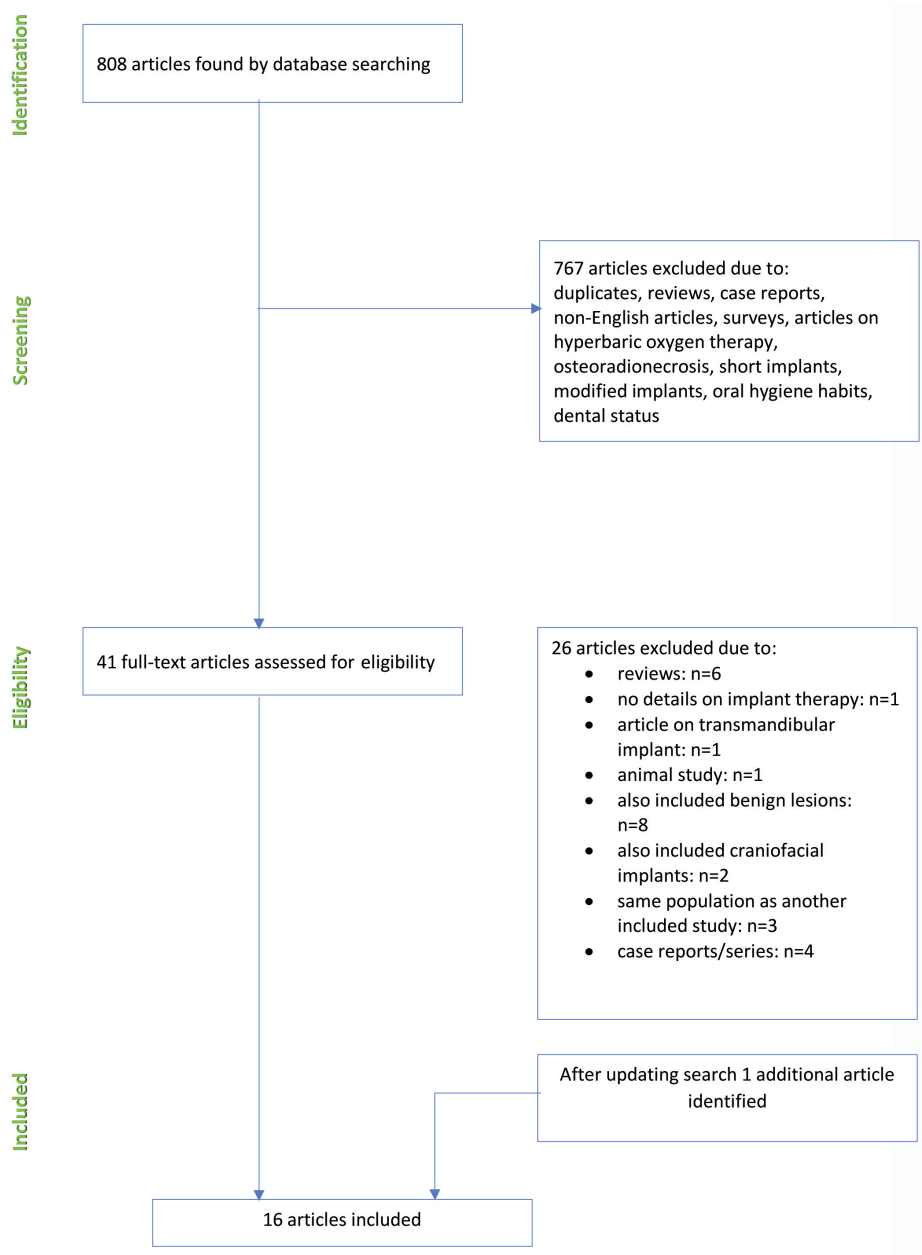 Identification
808 articles found by database searching
Screening
767 articles excluded due to:
duplicates, reviews, case reports,
non-English articles, surveys, articles on
hyperbaric oxygen therapy,
osteoradionecrosis, short implants,
modified implants, oral hygiene habits,
dental status
Eligibility
41 full-text articles assessed for eligibility
26 articles excluded due to:
• reviews: n=6
• no details on implant therapy: n=1
• article on transmandibular
implant: n=1
• animal study: n=1
• also included benign lesions:
n=8
• also included craniofacial
implants: n=2
• same population as another
included study: n=3
• case reports/series: n=4
Included
After updating search 1 additional article
identified
16 articles included